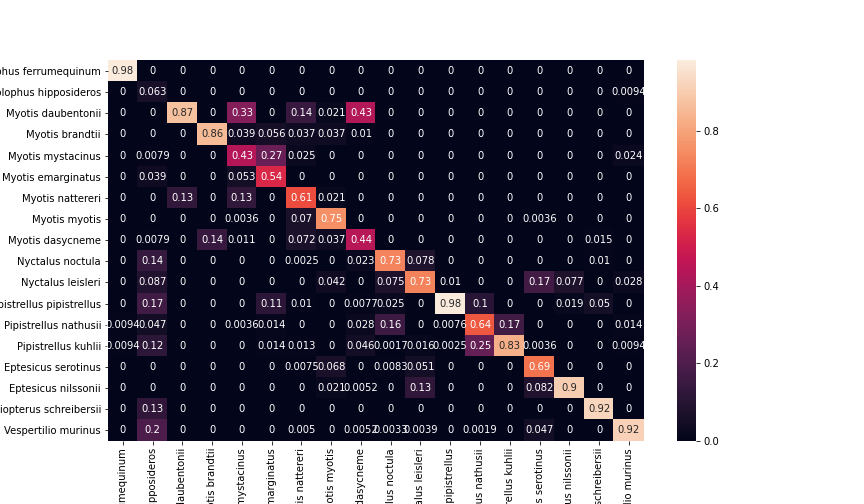 phus ferrumequinum 0.98 0 0 0 0 0 0 0 0 0 0 0 0 0 0 0 0 0
olophus hipposideros 0 0.063 0 0 0 0 0 0 0 0 0 0 0 0 0 0 0 0.0094
Myotis daubentonii 0 0 0.87 0 0.33 0 0.14 0.021 0.43 0 0 0 0 0 0 0 0 0
Myotis brandtii 0 0 0 0.86 0.039 0.056 0.037 0.037 0.01 0 0 0 0 0 0 0 0 0
Myotis mystacinus 0 0.0079 0 0 0.43 0.27 0.025 0 0 0 0 0 0 0 0 0 0 0.024
Myotis emarginatus 0 0.039 0 0 0.053 0.54 0 0 0 0 0 0 0 0 0 0 0 0
Myotis nattereri 0 0 0.13 0 0.13 0 0.61 0.021 0 0 0 0 0 0 0 0 0 0
Myotis myotis 0 0 0 0 0.0036 0 0.07 0.75 0 0 0 0 0 0 0.0036 0 0 0
Myotis dasycneme 0 0.0079 0 0.14 0.011 0 0.072 0.037 0.44 0 0 0 0 0 0 0 0.015 0
Nyctalus noctula 0 0.14 0 0 0 0 0.0025 0 0.023 0.73 0.078 0 0 0 0 0 0.01 0
Nyctalus leisleri 0 0.087 0 0 0 0 0 0.042 0 0.075 0.73 0.01 0 0 0.17 0.077 0 0.028
pistrellus pipistrellus 0 0.17 0 0 0 0.11 0.01 0 0.0077 0.025 0 0.98 0.1 0 0 0.019 0.05 0
Pipistrellus nathusii 0.0094 0.047 0 0 0.0036 0.014 0 0 0.028 0.16 0 0.0076 0.64 0.17 0 0 0 0.014
Pipistrellus kuhlii 0.0094 0.12 0 0 0 0.014 0.013 0 0.046 0.0017 0.016 0.0025 0.25 0.83 0.0036 0 0 0.0094
Eptesicus serotinus 0 0 0 0 0 0 0.0075 0.068 0 0.0083 0.051 0 0 0 0.69 0 0 0
Eptesicus nilssonii 0 0 0 0 0 0 0 0.021 0.0052 0 0.13 0 0 0 0.082 0.9 0 0
iopterus schreibersii 0 0.13 0 0 0 0 0 0 0 0 0 0 0 0 0 0 0.92 0
Vespertilio murinus 0 0.2 0 0 0 0 0.005 0 0.0052 0.0033 0.0039 0 0.0019 0 0.047 0 0 0.92
mequinum
pposideros
daubentonii
tis brandtii
mystacinus
marginatus
is nattereri
otis myotis
dasycneme
lus noctula
alus leisleri
pipistrellus
us nathusii
rellus kuhlii
s serotinus
us nilssonii
schreibersii
lio murinus
0.8
0.6
0.4
0.2
0.0